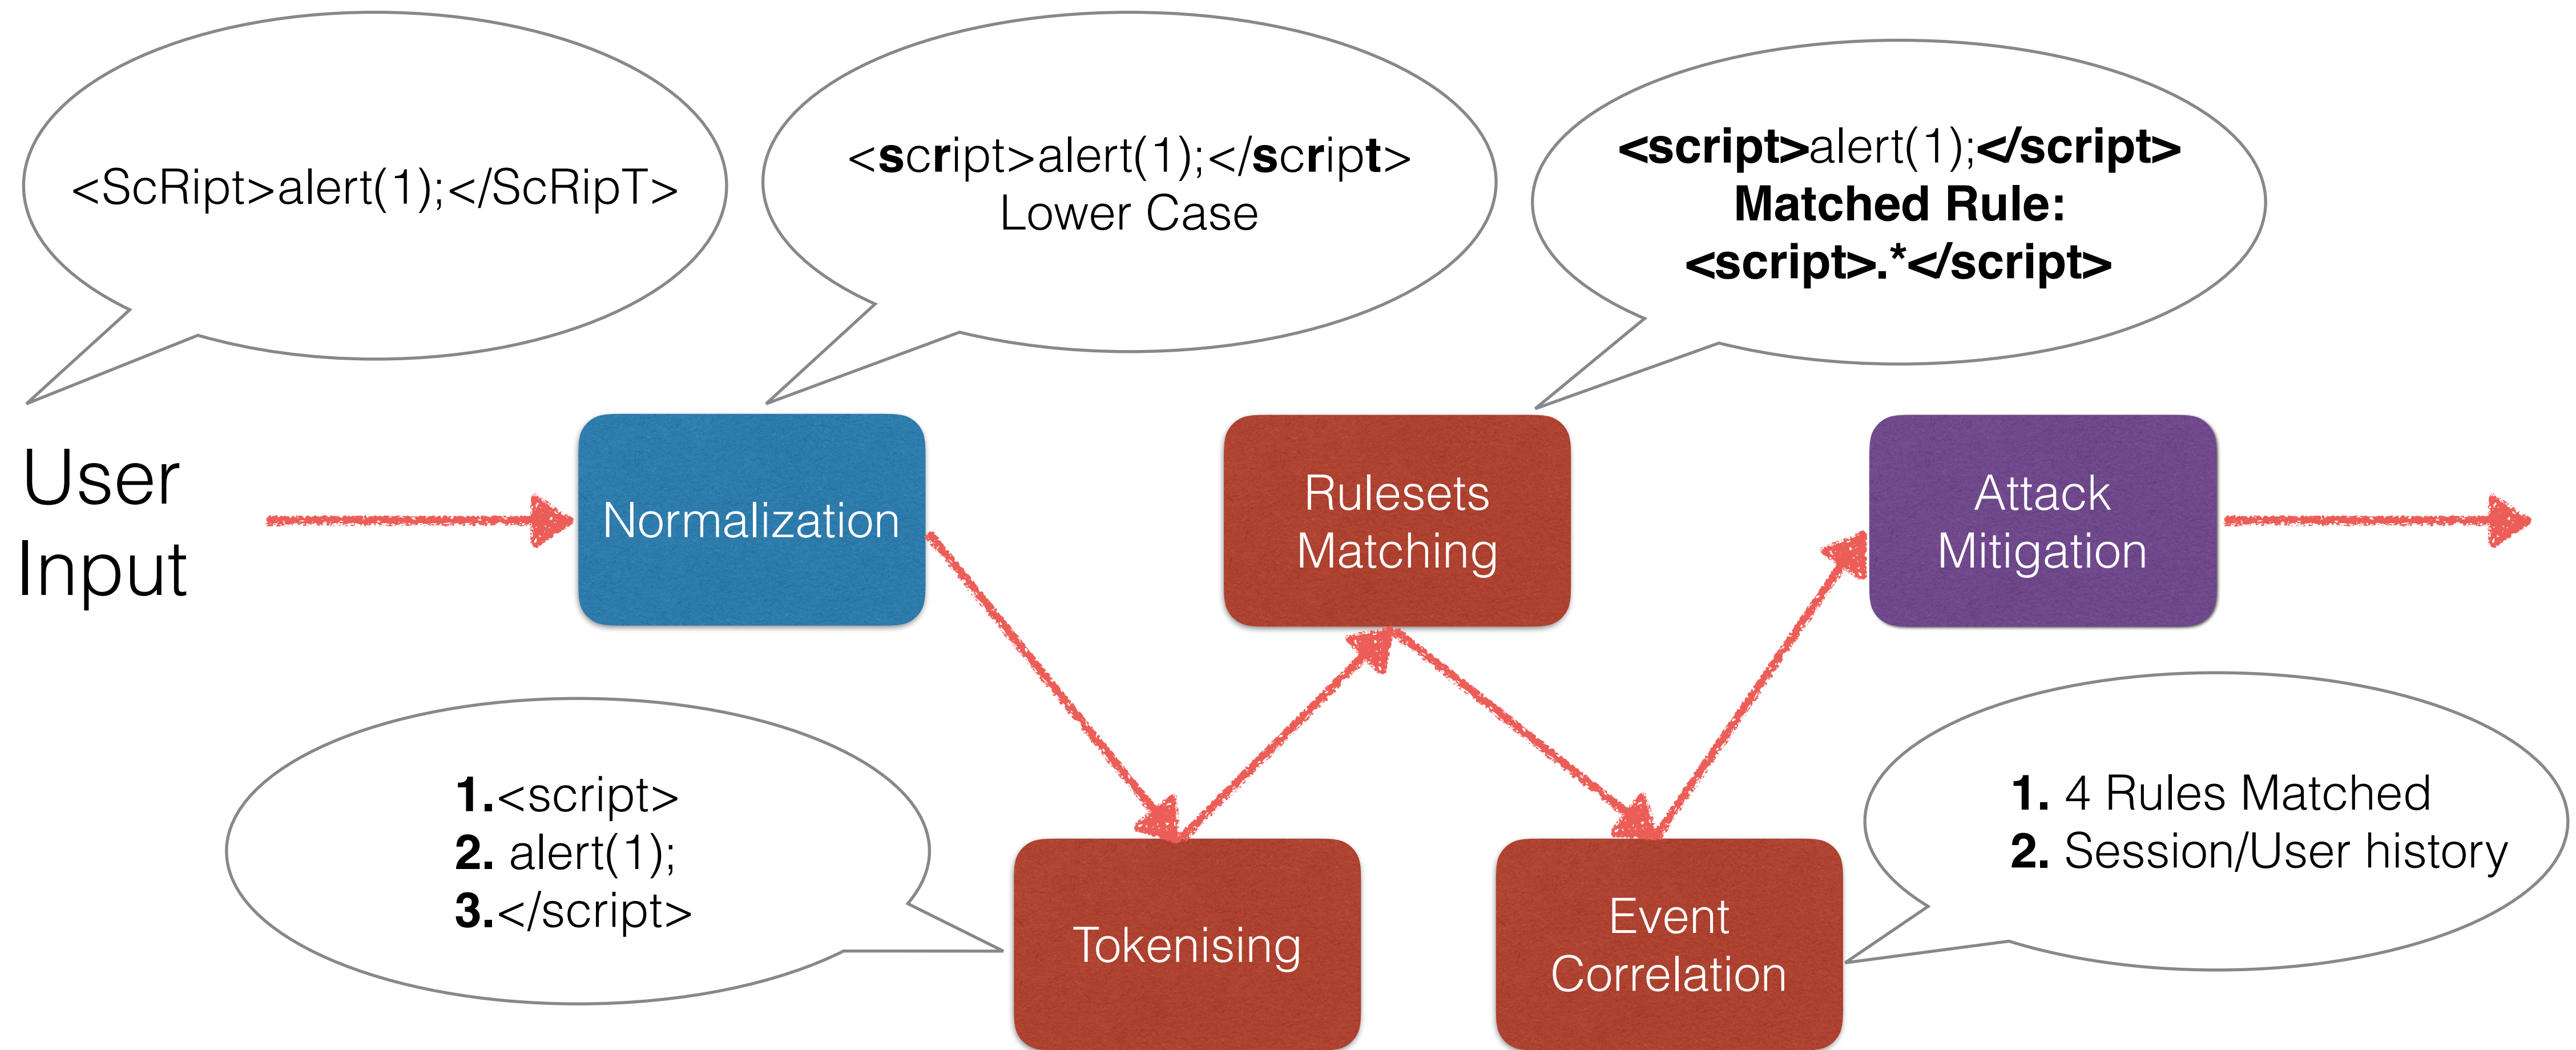 <ScRipt>alert(1);</ScRipT>
<script>alert(1);</script>
Lower Case
<script>alert(1);</script>
Matched Rule:
<script>.*</script>
User
Input
Normalization
Rulesets
Matching
Attack
Mitigation
1.<script>
2. alert(1);
3.</script>
Tokenising
Event
Correlation
1. 4 Rules Matched
2. Session/User history